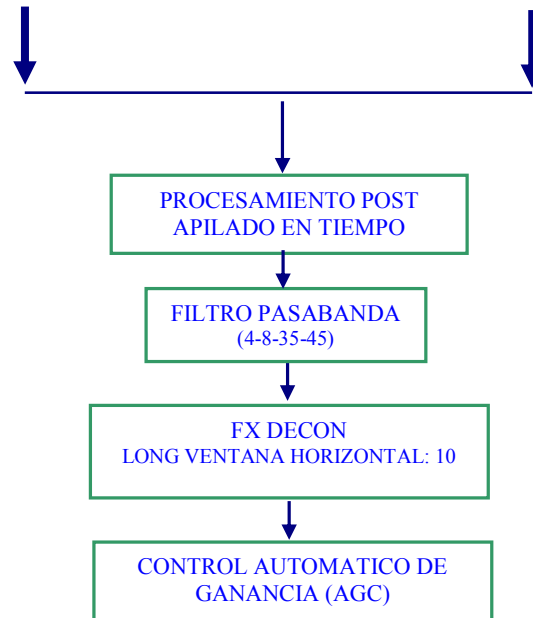 PROCESAMIENTO POST
APILADO EN TIEMPO
FILTRO PASABANDA
(4-8-35-45)
FX DECON
LONG VENTANA HORIZONTAL: 10
CONTROL AUTOMATICO DE
GANANCIA (AGC)